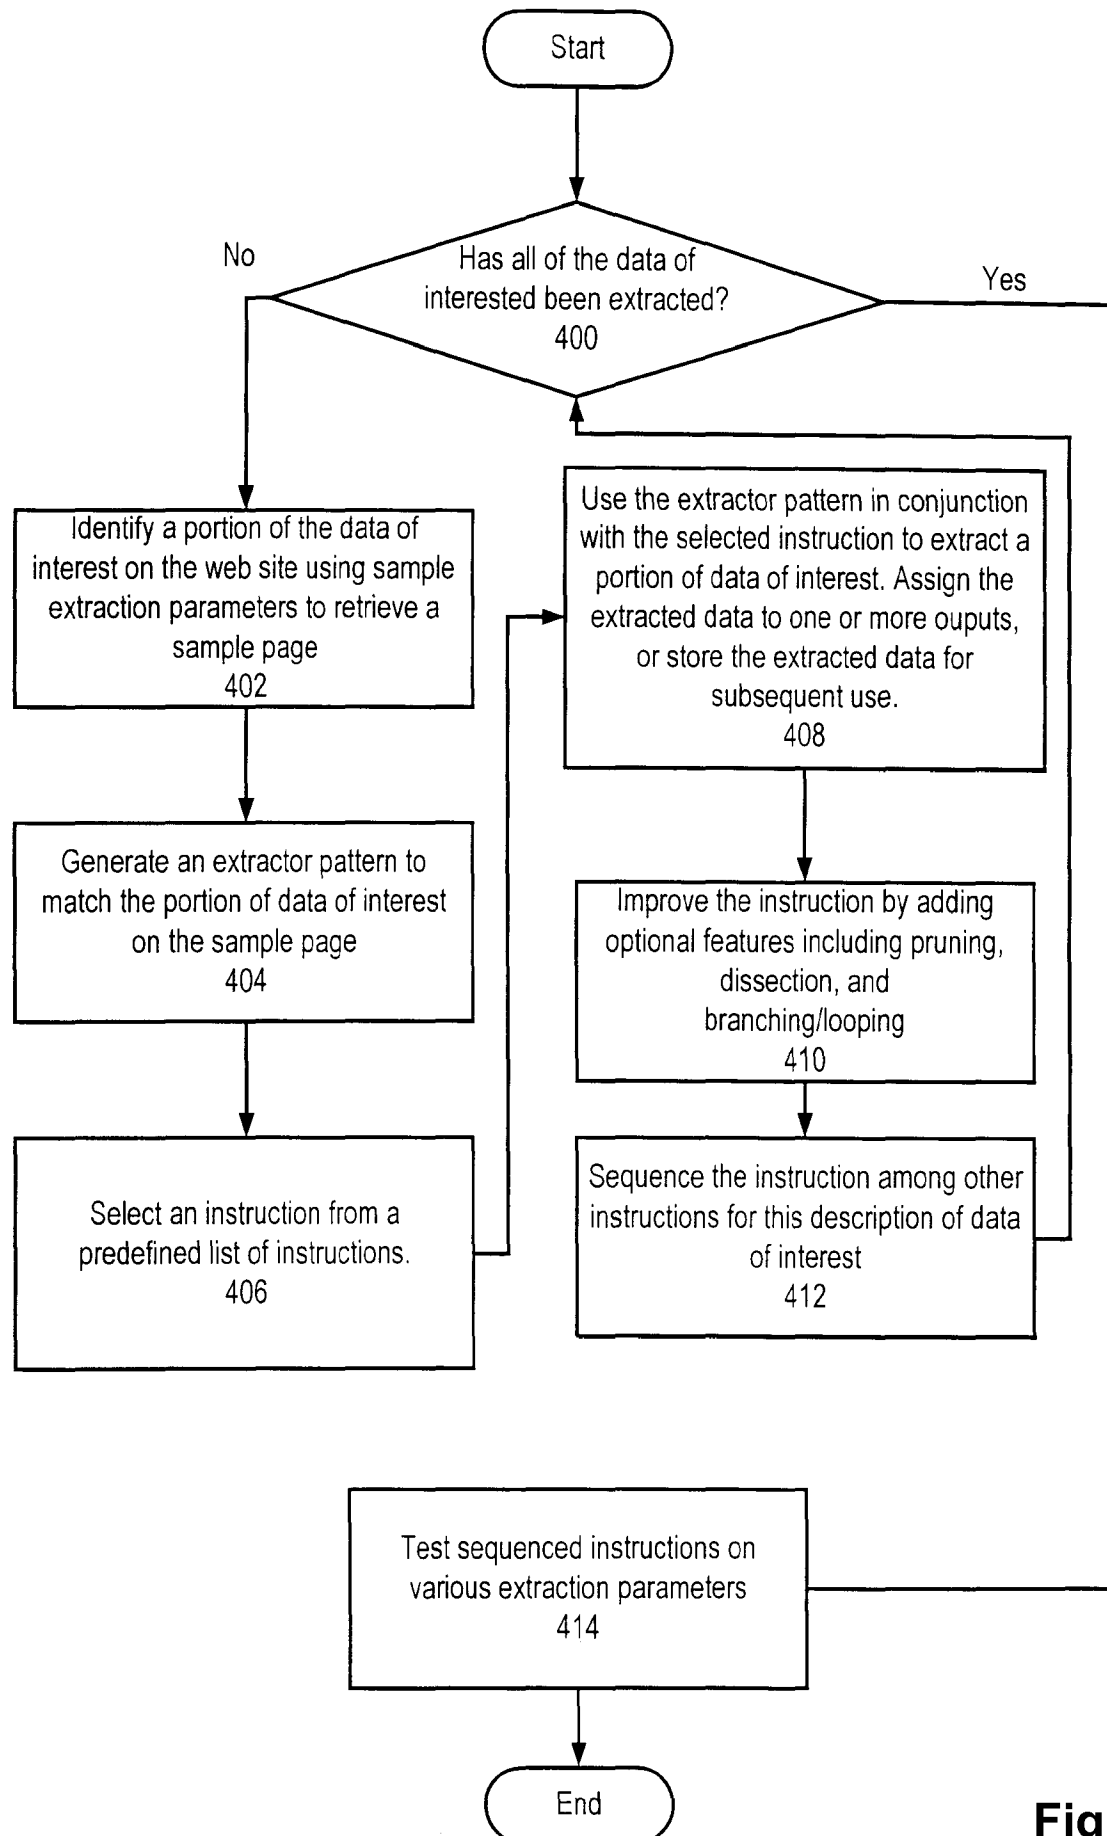 Start
No
Has all of the data of
interested been extracted?
400
Yes
Identify a portion of the data of
interest on the web site using sample
extraction parameters to retrieve a
sample page
402
Generate an extractor pattern to
match the portion of data of interest
on the sample page
404
Select an instruction from a
predefined list of instructions.
406
Use the extractor pattern in conjunction
with the selected instruction to extract a
portion of data of interest. Assign the
extracted data to one or more ouputs,
or store the extracted data for
subsequent use.
408
Improve the instruction by adding
optional features including pruning,
dissection, and
branching/looping
410
Sequence the instruction among other
instructions for this description of data
of interest
412
Test sequenced instructions on
various extraction parameters
414
End
Fig